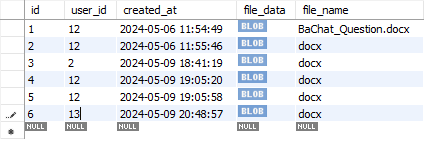 id user_id created_at file_data file_name
1 12 2024-05-06 11:54:49 BLOB BaChat_Question.docx
2 12 2024-05-06 11:55:46 BLOB docx
3 2 2024-05-09 18:41:19 BLOB docx
4 12 2024-05-09 19:05:20 BLOB docx
5 12 2024-05-09 19:05:58 BLOB docx
6 13 2024-05-09 20:48:57 BLOB docx
NULL NULL NULL NULL NULL